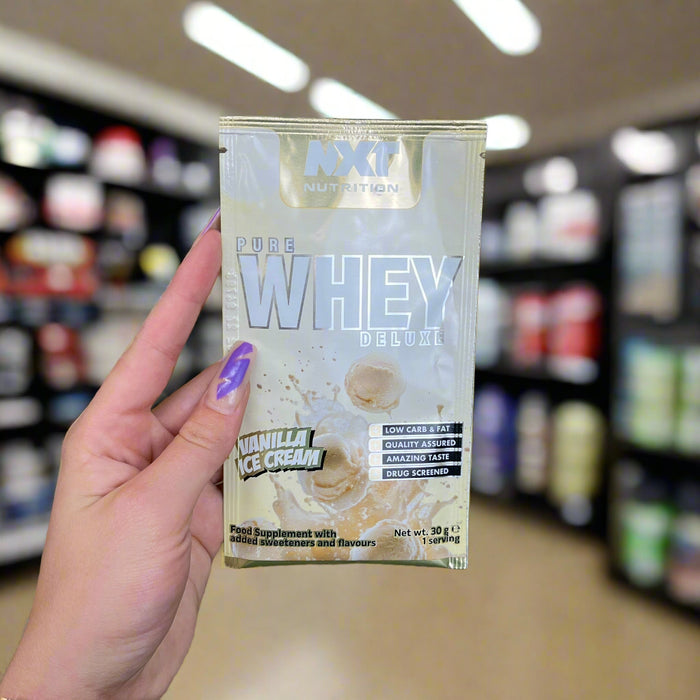 NXT
NUTRITION
PURE
WHEY
DELUXE
VANILLA
ICE CREAM
LOW CARB & FAT
QUALITY ASSURED
AMAZING TASTE
DRUG SCREENED
Food Supplement with
added sweeteners and flavours
Net wt. 30 g e
1 serving